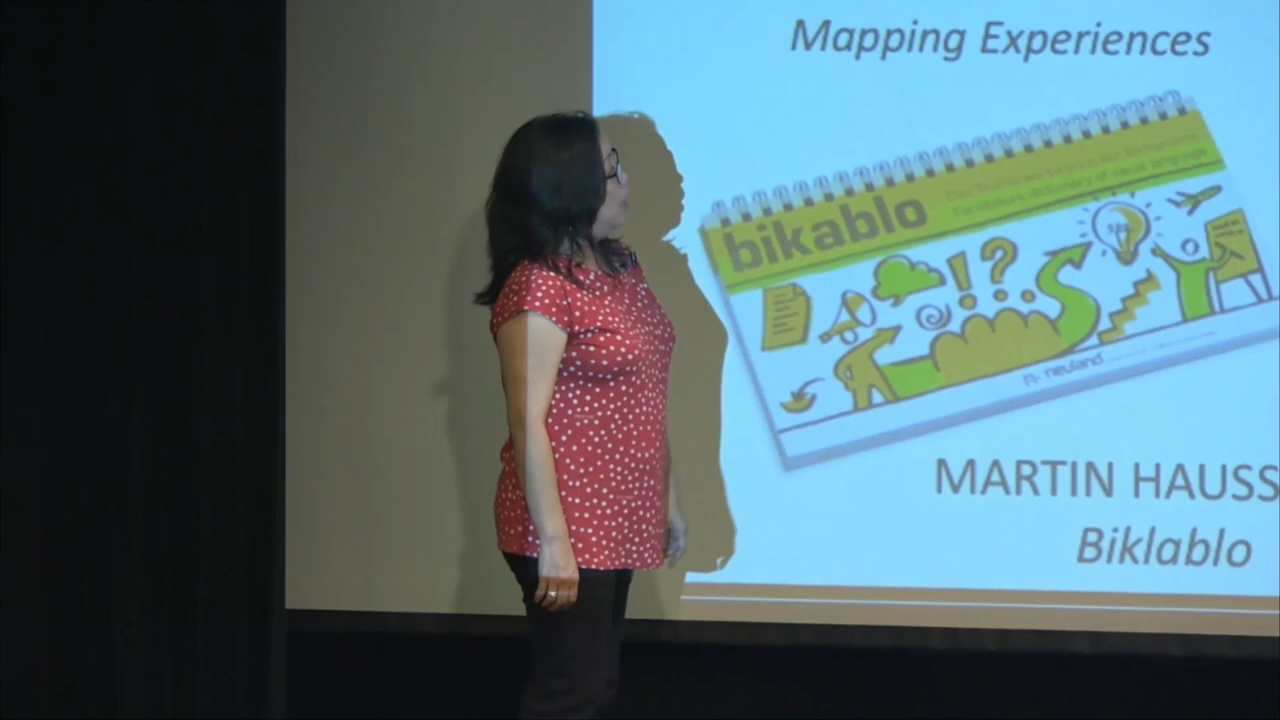 Mapping Experiences
bikablo
neuland
MARTIN HAUSS
Biklablo